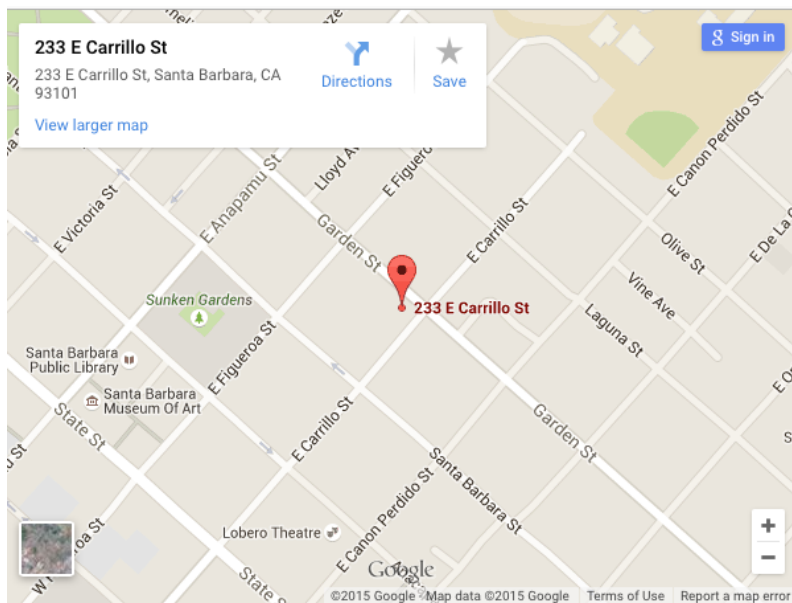 233 E Carrillo St
233 E Carrillo St, Santa Barbara, CA
93101
View larger map
Directions
Save
g Sign in
E Canon Perdido St
Lloyd
E Figuero
E Anapamu St
E Victoria St
Garden St
E Carrillo St
Olive St
E De La G
Vine Ave
Sunken Gardens
233 E Carrillo St
Laguna St
Santa Barbara
Public Library
E Figueroa St
Santa Barbara
Museum Of Art
State St
E Carrillo St
Garden St
Santa Barbara St
E Canon Perdido St
Lobero Theatre
State S
Google
+
−
©2015 Google
Map data ©2015 Google
Terms of Use
Report a map error